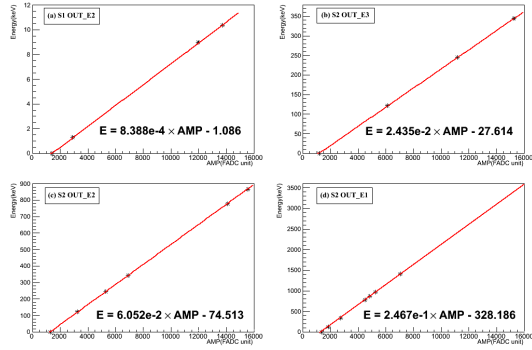 Energy(keV)
(a) S1 OUT_E2
12
10
8
6
4
2
0
E = 8.388e-4 × AMP - 1.086
0 2000 4000 6000 8000 10000 12000 14000 16000
AMP(FADC unit)
Energy(keV)
(b) S2 OUT_E3
350
300
250
200
150
100
50
0
E = 2.435e-2 × AMP - 27.614
0 2000 4000 6000 8000 10000 12000 14000 16000
AMP(FADC unit)
Energy(keV)
(c) S2 OUT_E2
900
800
700
600
500
400
300
200
100
0
E = 6.052e-2 × AMP - 74.513
0 2000 4000 6000 8000 10000 12000 14000 16000
AMP(FADC unit)
Energy(keV)
(d) S2 OUT_E1
3500
3000
2500
2000
1500
1000
500
0
E = 2.467e-1× AMP - 328.186
0 2000 4000 6000 8000 10000 12000 14000 16000
AMP(FADC unit)